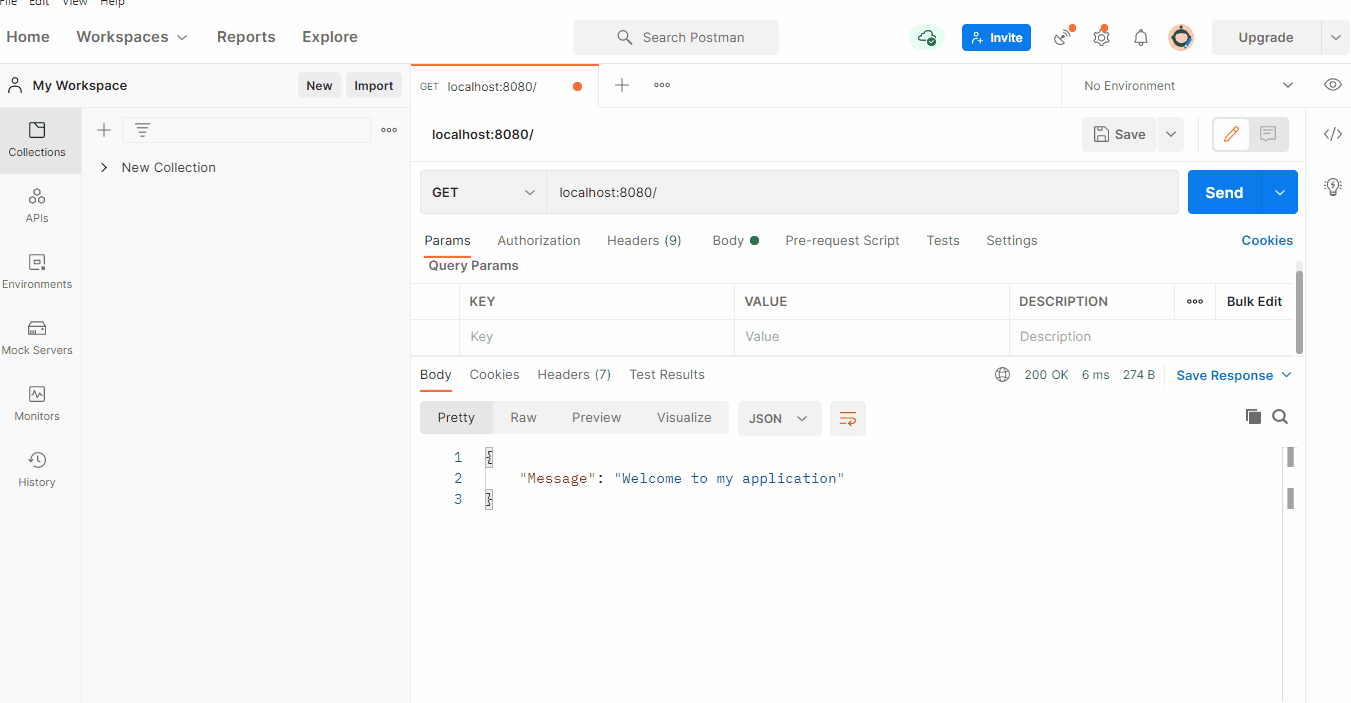 File Edit View Help
Home Workspaces Reports Explore Search Postman Invite Upgrade
My Workspace New Import GET localhost:8080/ No Environment
Collections
APIs
Environments
Mock Servers
Monitors
History
New Collection
localhost:8080/ Save
GET localhost:8080/ Send
Params Authorization Headers (9) Body Pre-request Script Tests Settings Cookies
Query Params
KEY VALUE DESCRIPTION Bulk Edit
Key Value Description
Body Cookies Headers (7) Test Results 200 OK 6 ms 274 B Save Response
Pretty Raw Preview Visualize JSON
1 {
2 "Message": "Welcome to my application"
3 }